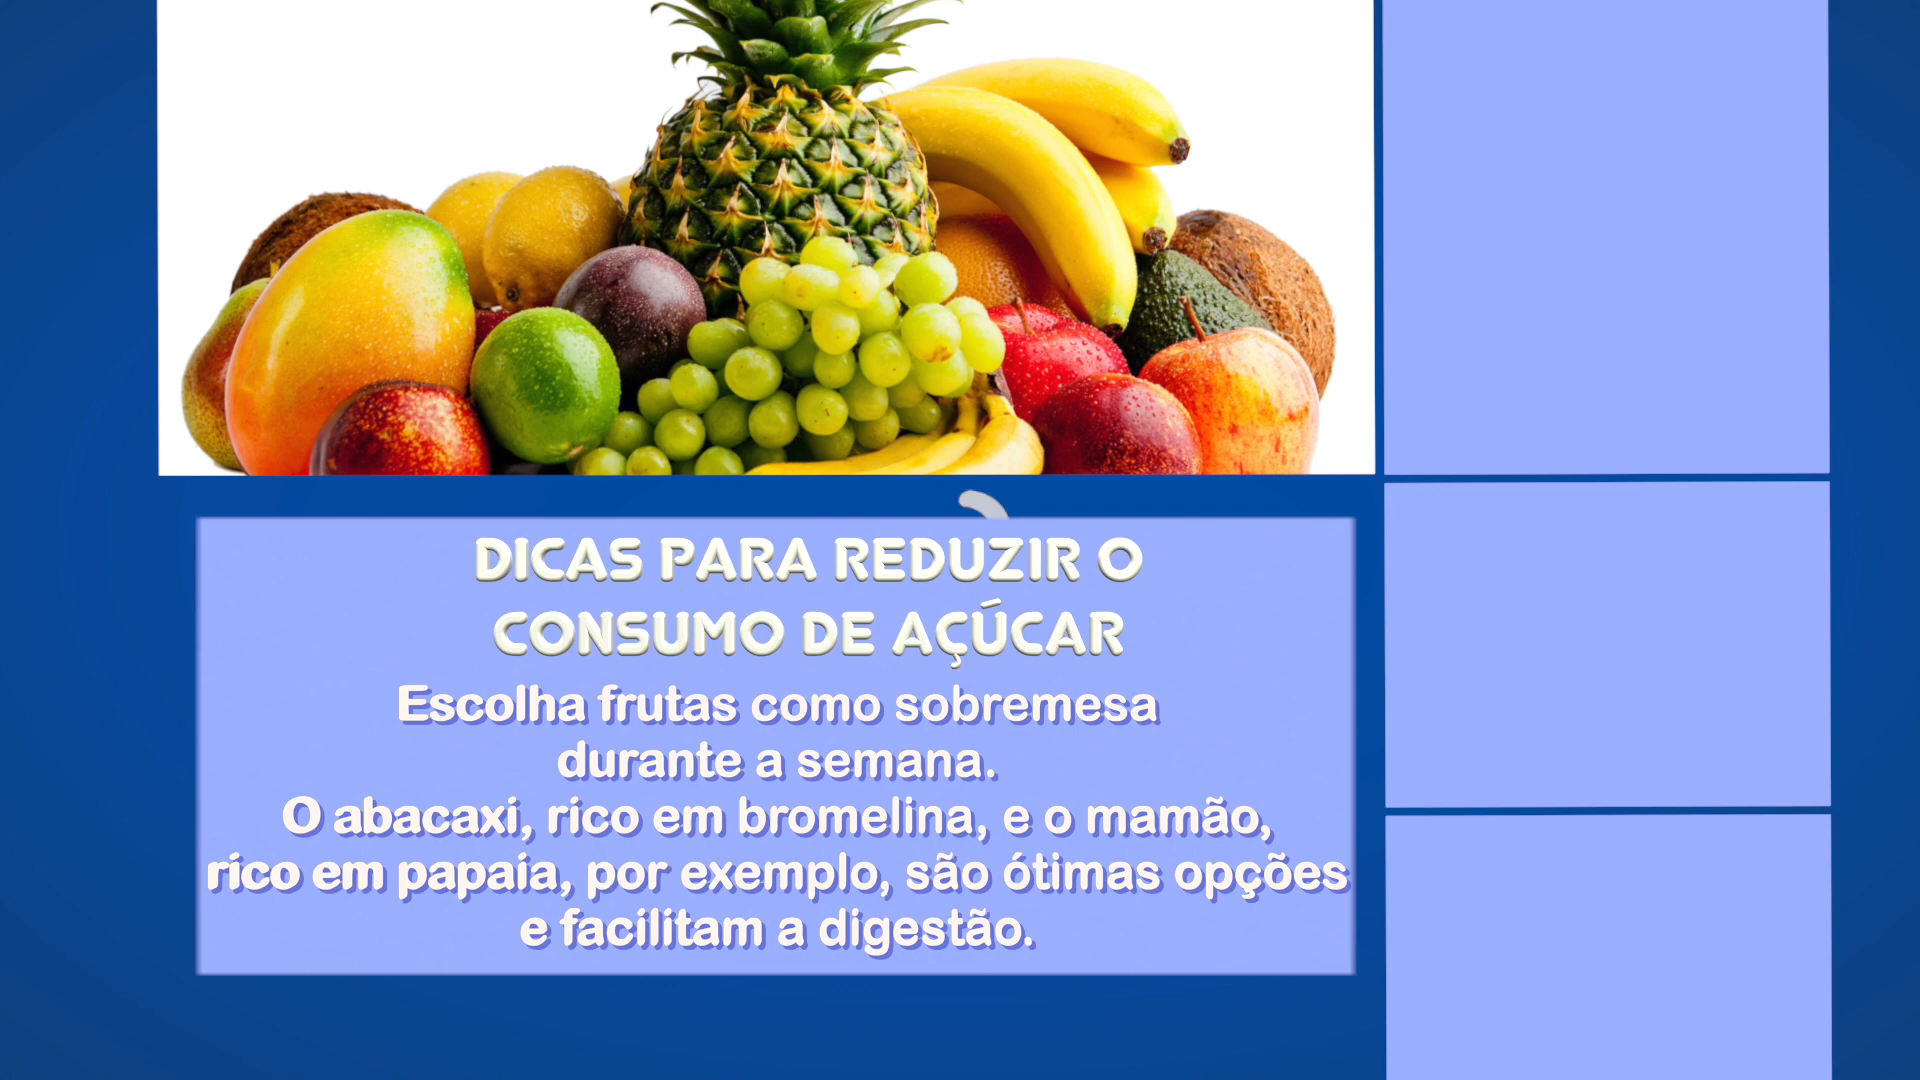 DICAS PARA REDUZIR O
CONSUMO DE AÇÚCAR
Escolha frutas como sobremesa
durante a semana.
O abacaxi, rico em bromelina, e o mamão,
rico em papaia, por exemplo, são ótimas opções
e facilitam a digestão.